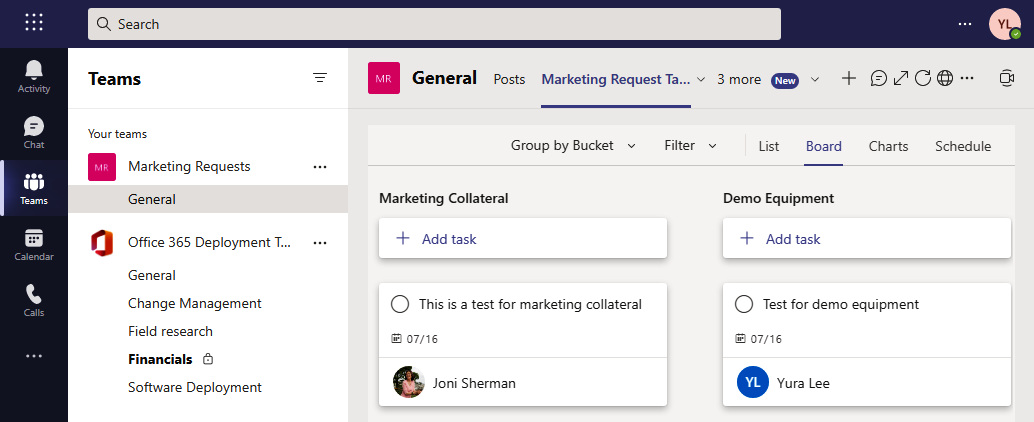 Search
YL
Activity
Chat
Teams
Calendar
Calls
Teams
Your teams
MR Marketing Requests
General
Office 365 Deployment T...
General
Change Management
Field research
Financials
Software Deployment
MR General Posts Marketing Request Ta... 3 more New
Group by Bucket Filter List Board Charts Schedule
Marketing Collateral
Add task
This is a test for marketing collateral
07/16
Joni Sherman
Demo Equipment
Add task
Test for demo equipment
07/16
YL Yura Lee